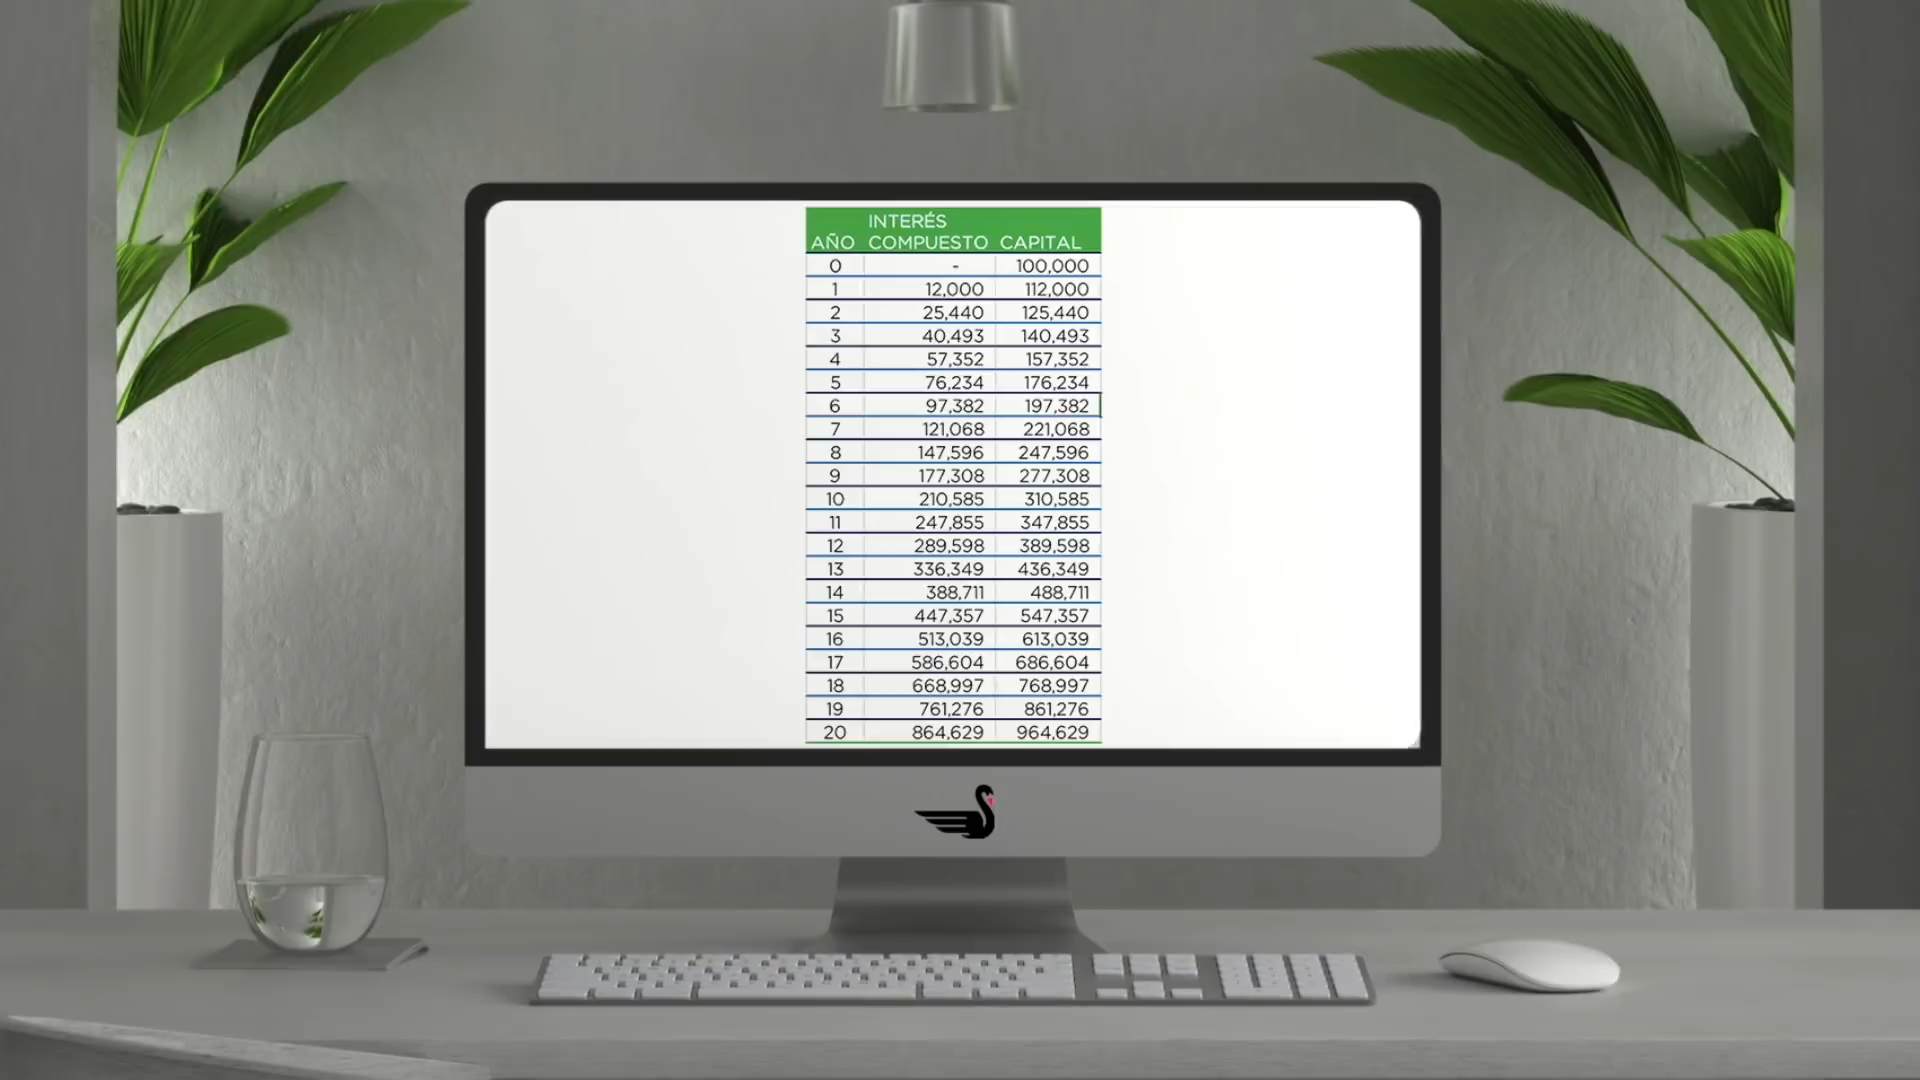 INTERÉS
AÑO COMPUESTO CAPITAL
0 - 100,000
1 12,000 112,000
2 25,440 125,440
3 40,493 140,493
4 57,352 157,352
5 76,234 176,234
6 97,382 197,382
7 121,068 221,068
8 147,596 247,596
9 177,308 277,308
10 210,585 310,585
11 247,855 347,855
12 289,598 389,598
13 336,349 436,349
14 388,711 488,711
15 447,357 547,357
16 513,039 613,039
17 586,604 686,604
18 668,997 768,997
19 761,276 861,276
20 864,629 964,629